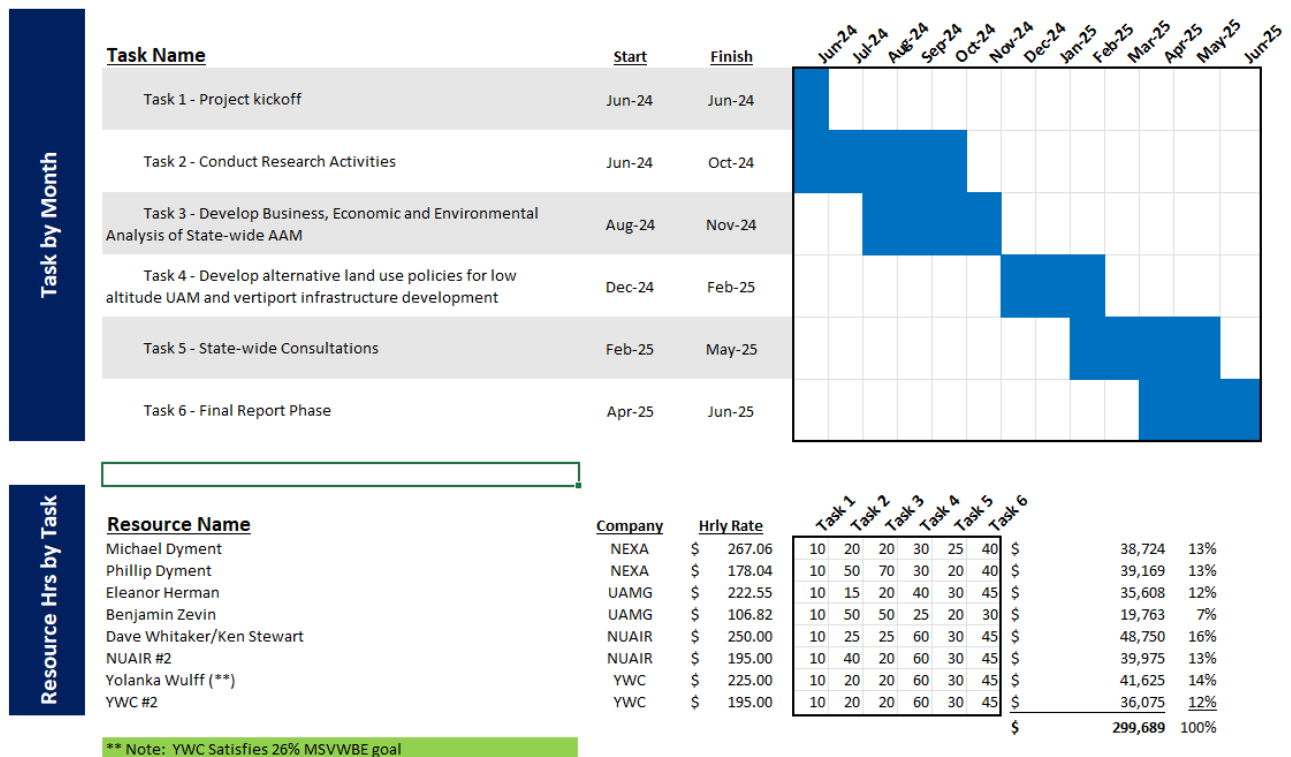 Task by Month
Task Name Start Finish Jun-24 Jul-24 Aug-24 Sep-24 Oct-24 Nov-24 Dec-24 Jan-25 Feb-25 Mar-25 Apr-25 May-25 Jun-25
Task 1 - Project kickoff Jun-24 Jun-24
Task 2 - Conduct Research Activities Jun-24 Oct-24
Task 3 - Develop Business, Economic and Environmental
Analysis of State-wide AAM Aug-24 Nov-24
Task 4 - Develop alternative land use policies for low
altitude UAM and vertiport infrastructure development Dec-24 Feb-25
Task 5 - State-wide Consultations Feb-25 May-25
Task 6 - Final Report Phase Apr-25 Jun-25
Resource Hrs by Task
Resource Name Company Hrly Rate Task 1 Task 2 Task 3 Task 4 Task 5 Task 6
Michael Dyment NEXA $ 267.06 10 20 20 30 25 40 $ 38,724 13%
Phillip Dyment NEXA $ 178.04 10 50 70 30 20 40 $ 39,169 13%
Eleanor Herman UAMG $ 222.55 10 15 20 40 30 45 $ 35,608 12%
Benjamin Zevin UAMG $ 106.82 10 50 50 25 20 30 $ 19,763 7%
Dave Whitaker/Ken Stewart NUAIR $ 250.00 10 25 25 60 30 45 $ 48,750 16%
NUAIR #2 NUAIR $ 195.00 10 40 20 60 30 45 $ 39,975 13%
Yolanka Wulff (**) YWC $ 225.00 10 20 20 60 30 45 $ 41,625 14%
YWC #2 YWC $ 195.00 10 20 20 60 30 45 $ 36,075 12%
$ 299,689 100%
** Note: YWC Satisfies 26% MSVWBE goal